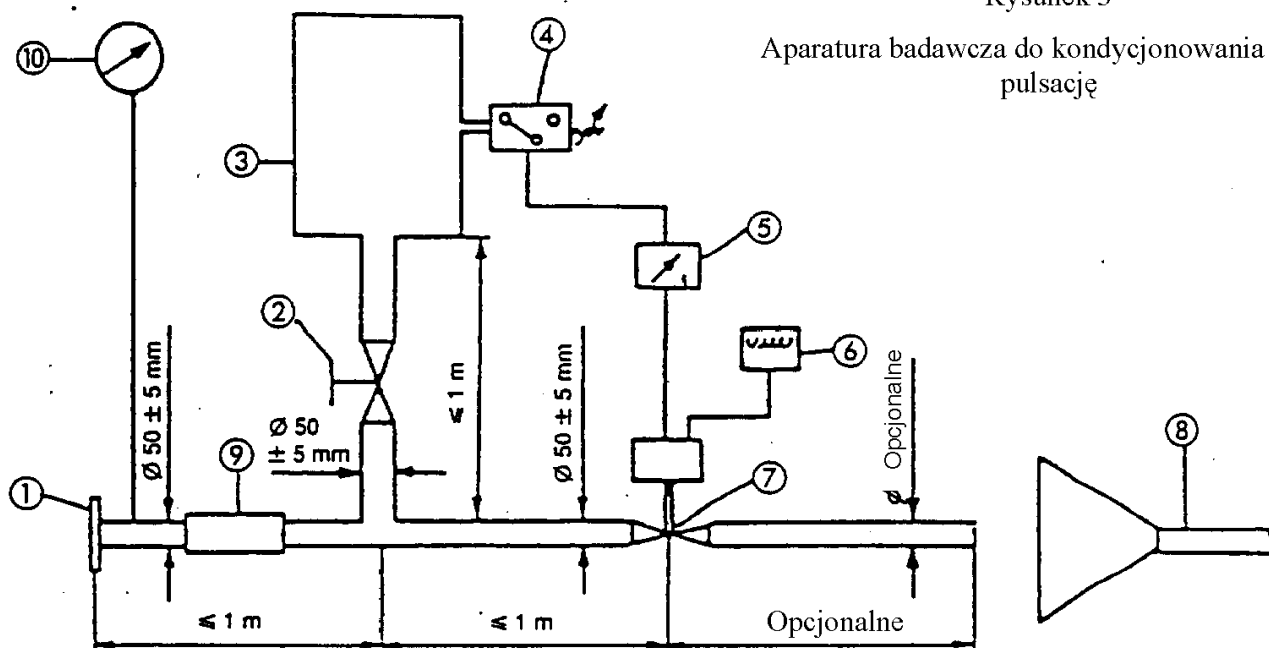 Rysunek 3
Aparatura badawcza do kondycjonowania
pulsację
10
4
3
5
2
6
Ø 50 ± 5 mm
≤ 1 m
Ø 50 ± 5 mm
Ø Opcjonalne
Ø 50
± 5 mm
9
8
7
1
≤ 1 m
≤ 1 m
Opcjonalne